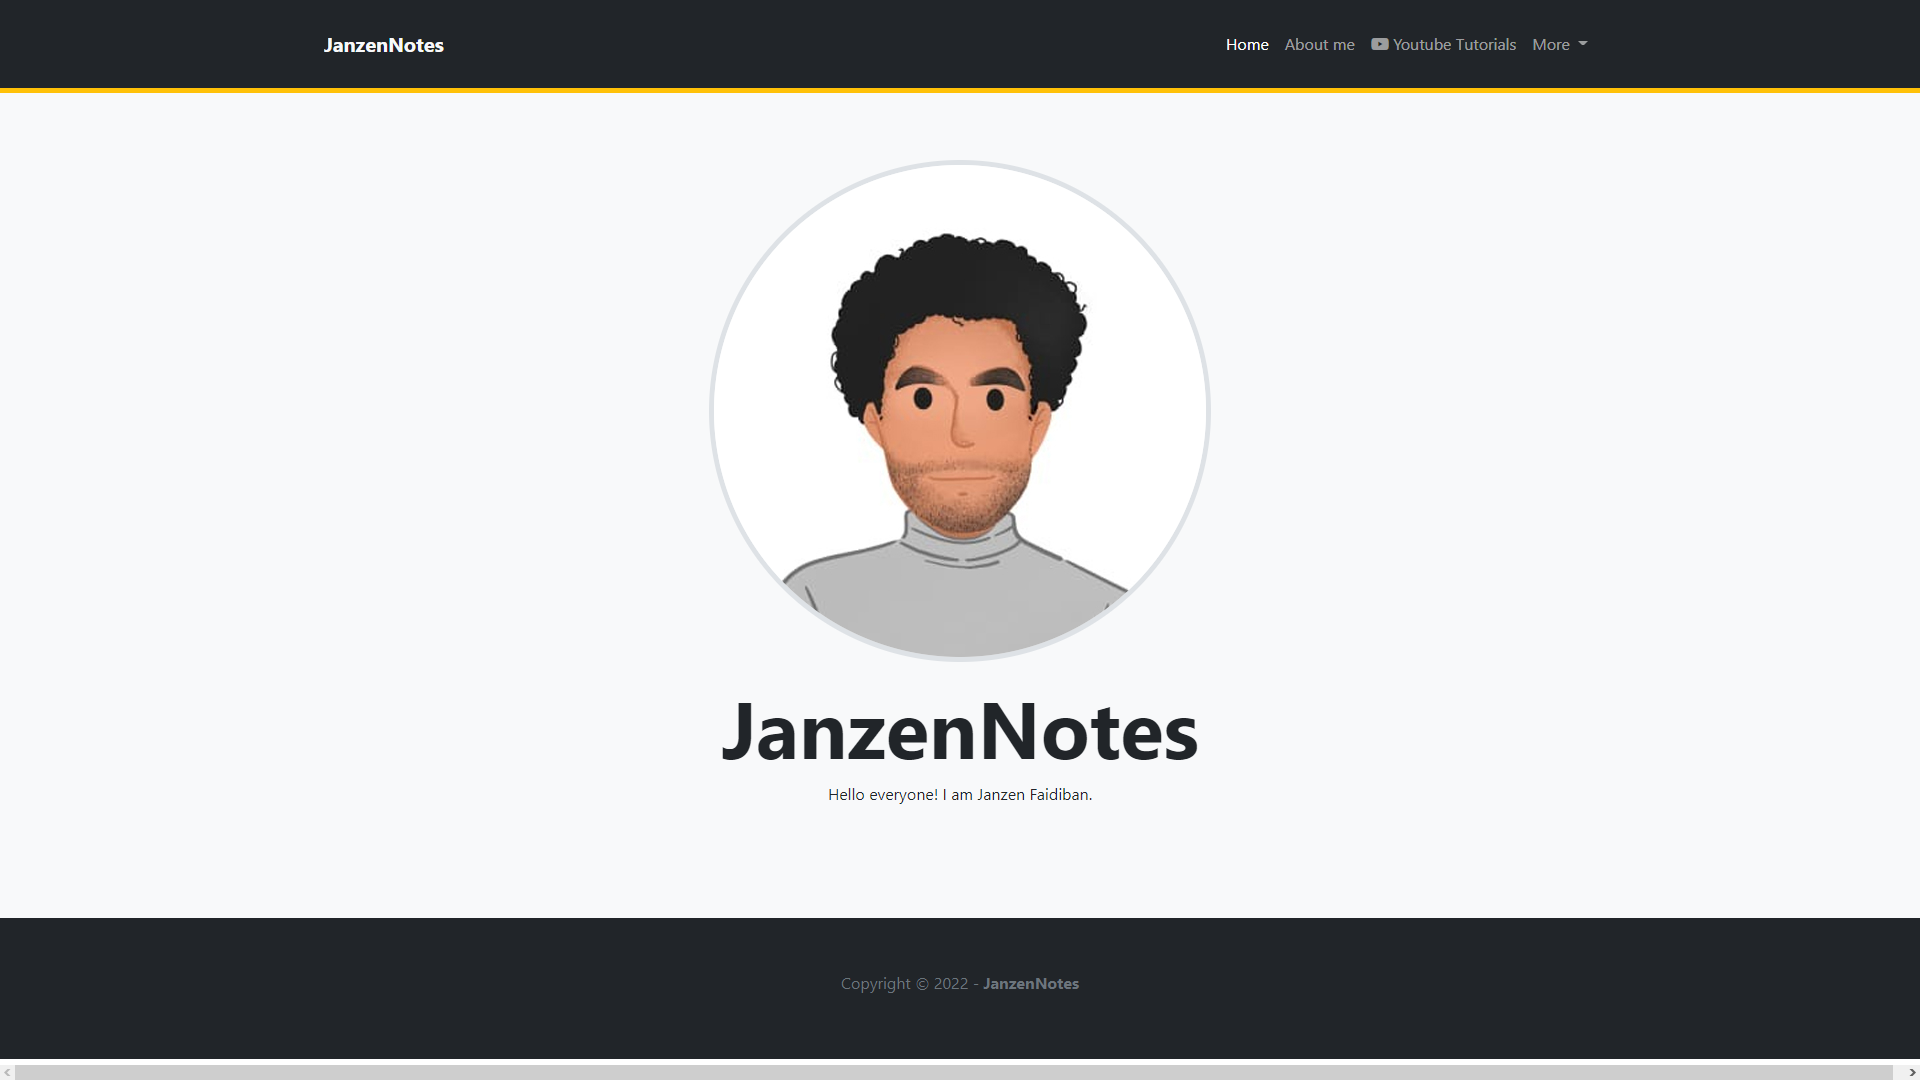 JanzenNotes
Home About me Youtube Tutorials More
JanzenNotes
Hello everyone! I am Janzen Faidiban.
Copyright © 2022 - JanzenNotes